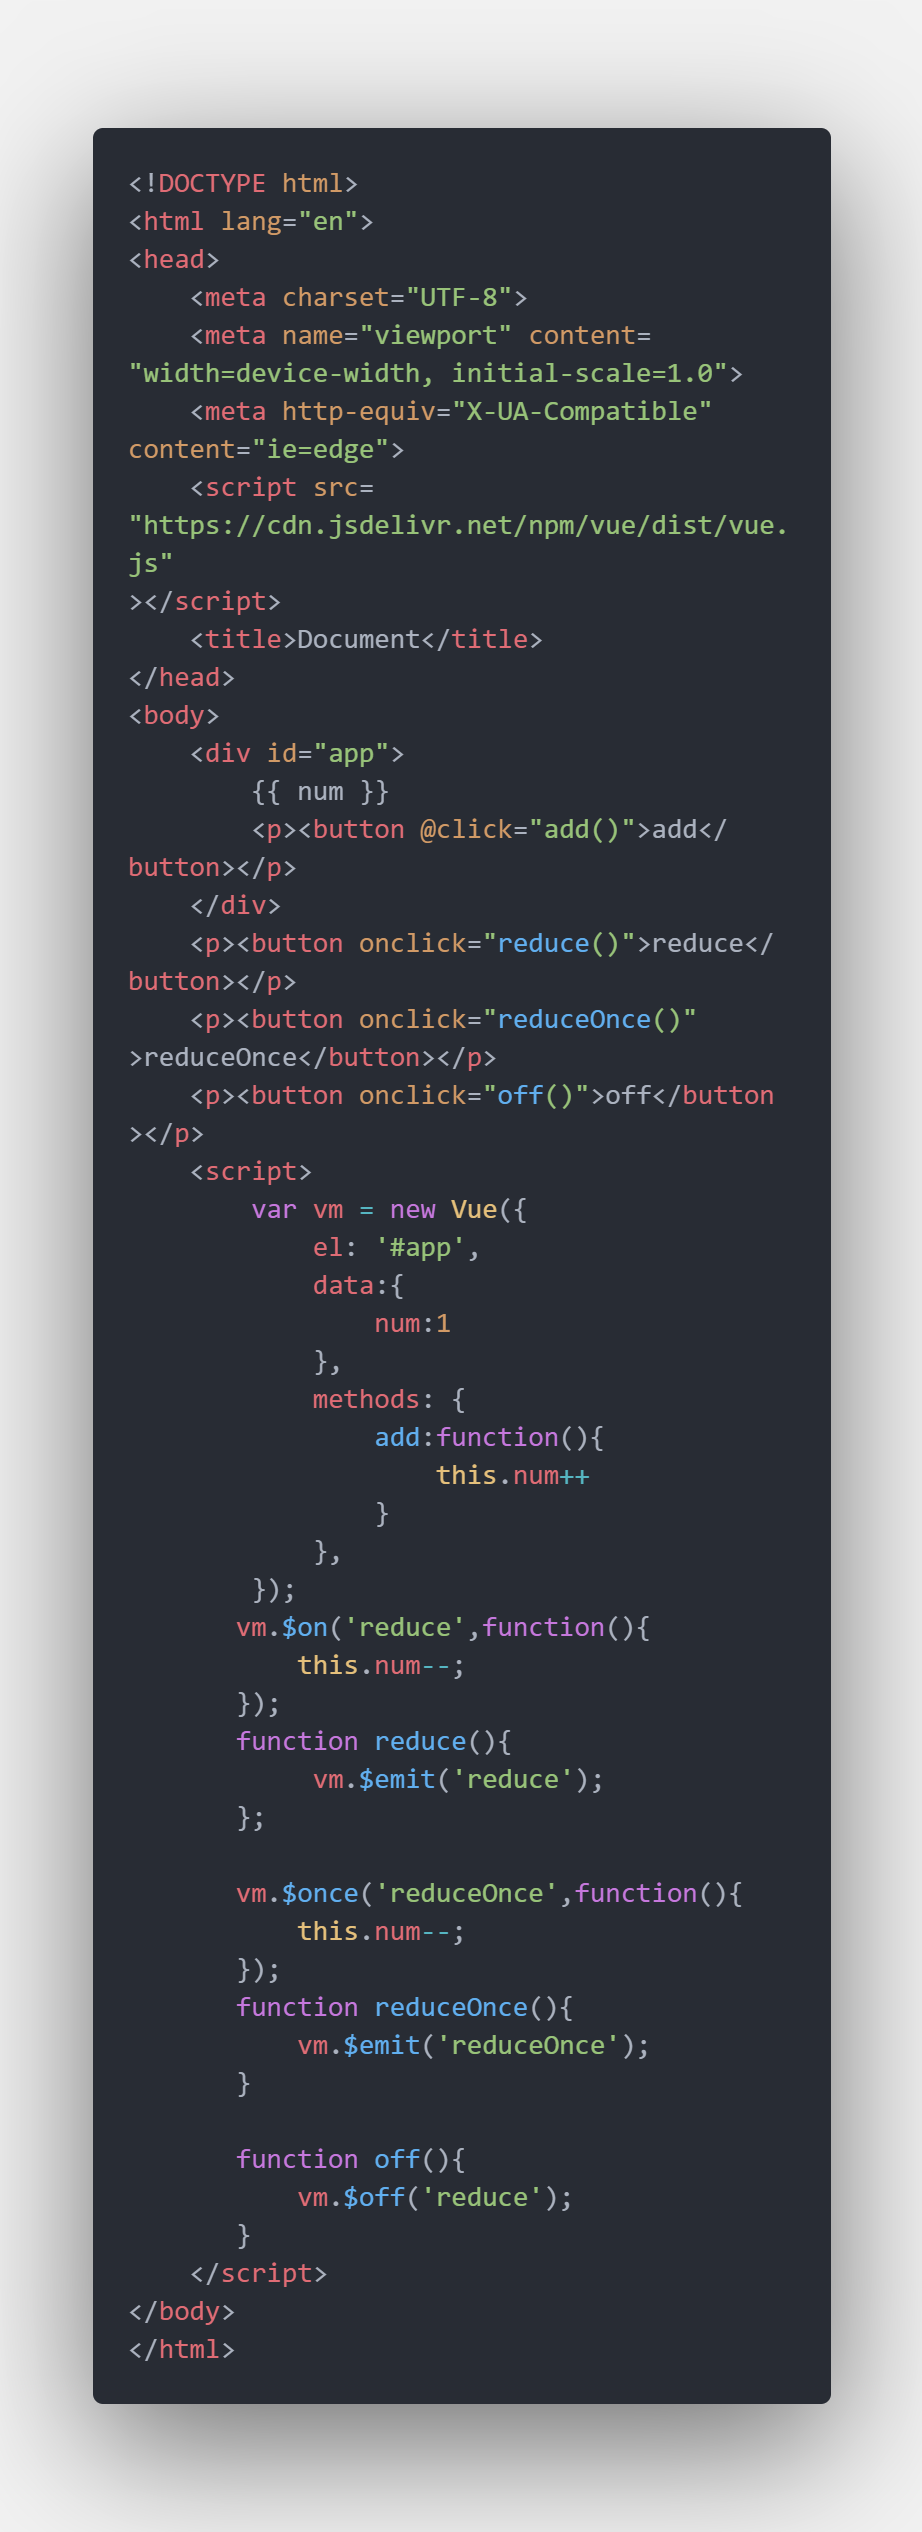 <!DOCTYPE html>
<html lang="en">
<head>
    <meta charset="UTF-8">
    <meta name="viewport" content=
"width=device-width, initial-scale=1.0">
    <meta http-equiv="X-UA-Compatible"
content="ie=edge">
    <script src=
"https://cdn.jsdelivr.net/npm/vue/dist/vue.
js"
></script>
    <title>Document</title>
</head>
<body>
    <div id="app">
        {{ num }}
        <p><button @click="add()">add</
button></p>
    </div>
    <p><button onclick="reduce()">reduce</
button></p>
    <p><button onclick="reduceOnce()"
>reduceOnce</button></p>
    <p><button onclick="off()">off</button
></p>
    <script>
        var vm = new Vue({
            el: '#app',
            data:{
                num:1
            },
            methods: {
                add:function(){
                    this.num++
                }
            },
        });
       vm.$on('reduce',function(){
           this.num--;
       });
       function reduce(){
            vm.$emit('reduce');
       };

       vm.$once('reduceOnce',function(){
           this.num--;
       });
       function reduceOnce(){
           vm.$emit('reduceOnce');
       }

       function off(){
           vm.$off('reduce');
       }
    </script>
</body>
</html>